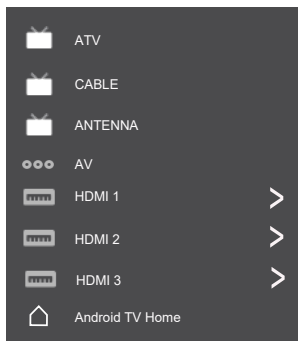 ATV
CABLE
ANTENNA
AV
HDMI 1
HDMI 2
HDMI 3
Android TV Home